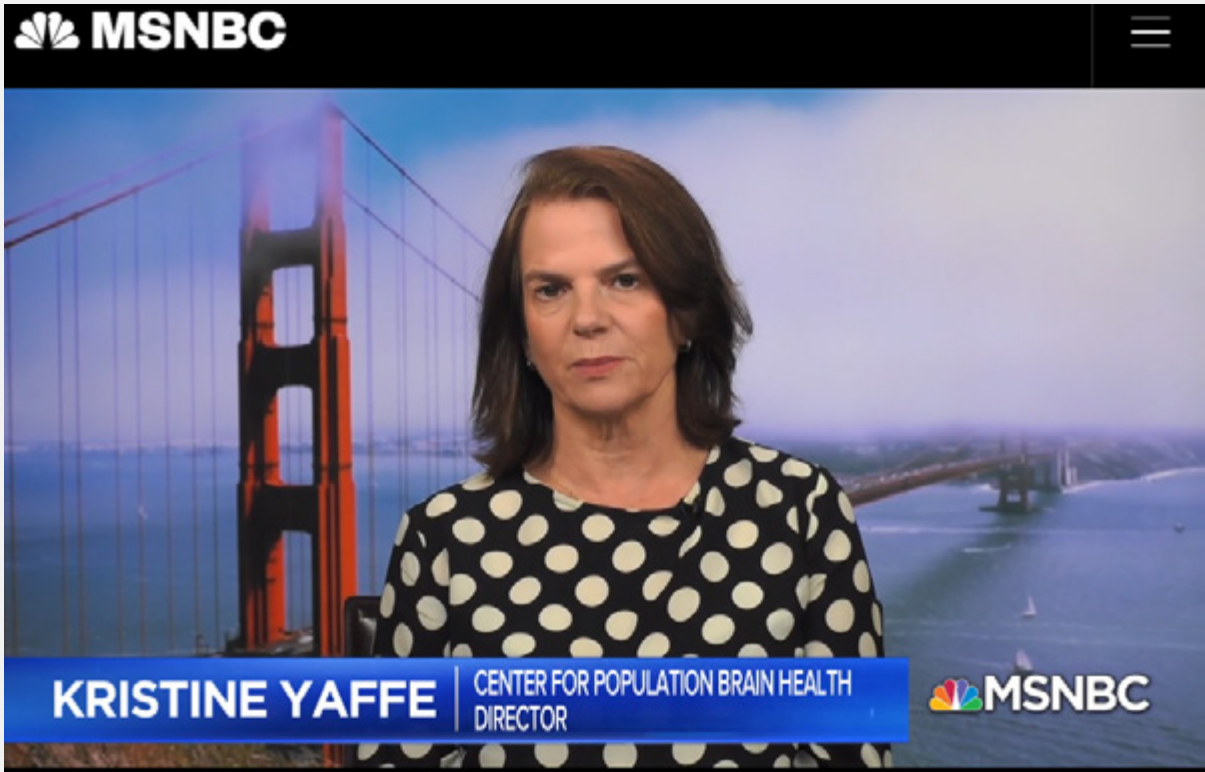 MSNBC
KRISTINE YAFFE
CENTER FOR POPULATION BRAIN HEALTH
DIRECTOR
MSNBC